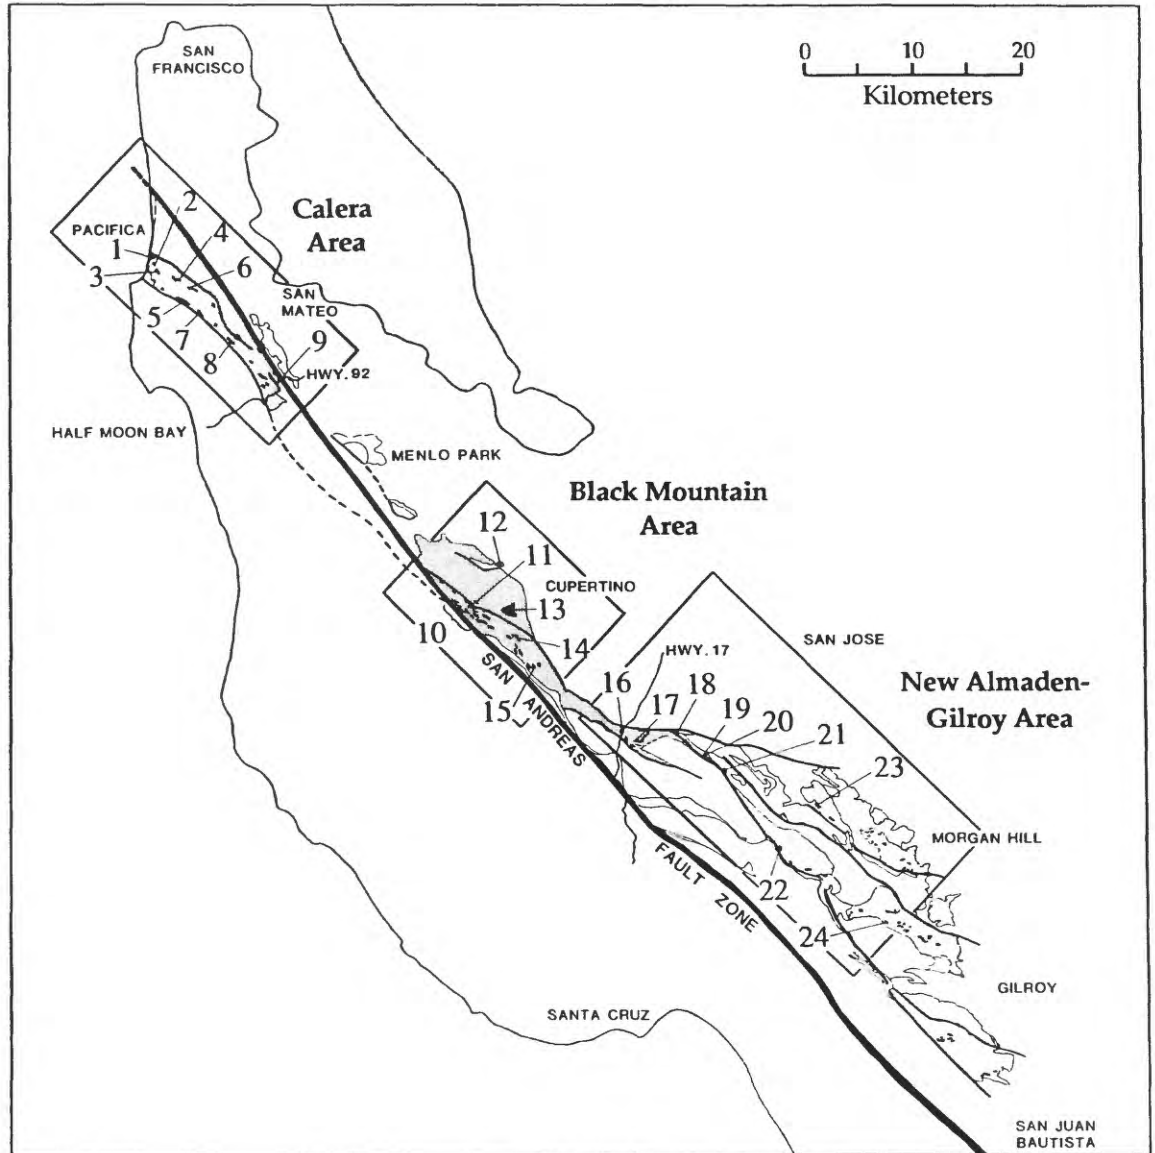 SAN
FRANCISCO
0 10 20
Kilometers
Calera
Area
2
PACIFICA
4
1
3
6
5
7
8
SAN
MATEO
9
HWY. 92
HALF MOON BAY
MENLO PARK
Black Mountain
Area
12
11
CUPERTINO
13
10
14
15
SAN ANDREAS FAULT ZONE
HWY. 17
SAN JOSE
New Almaden-
Gilroy Area
16
17
18
19
20
21
23
MORGAN HILL
22
24
GILROY
SANTA CRUZ
SAN JUAN
BAUTISTA